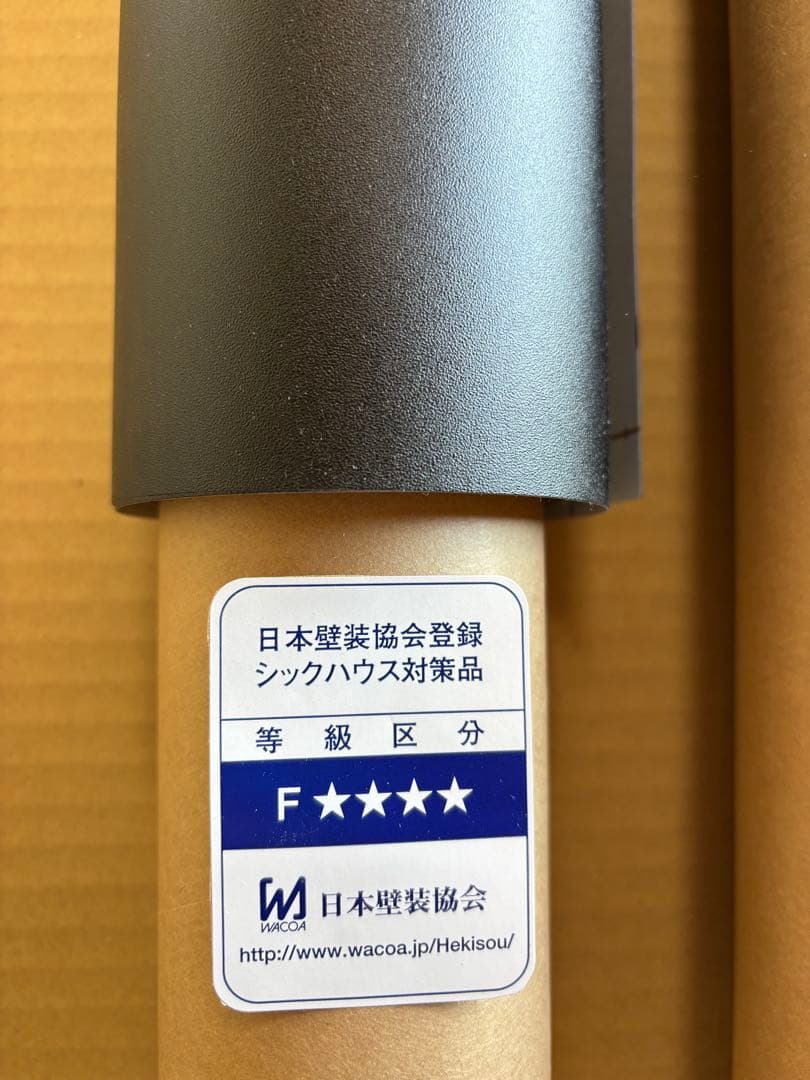 日本壁装協会登録
シックハウス対策品
等級区分
F★★★★
WACOA 日本壁装協会
http://www.wacoa.jp/Hekisou/